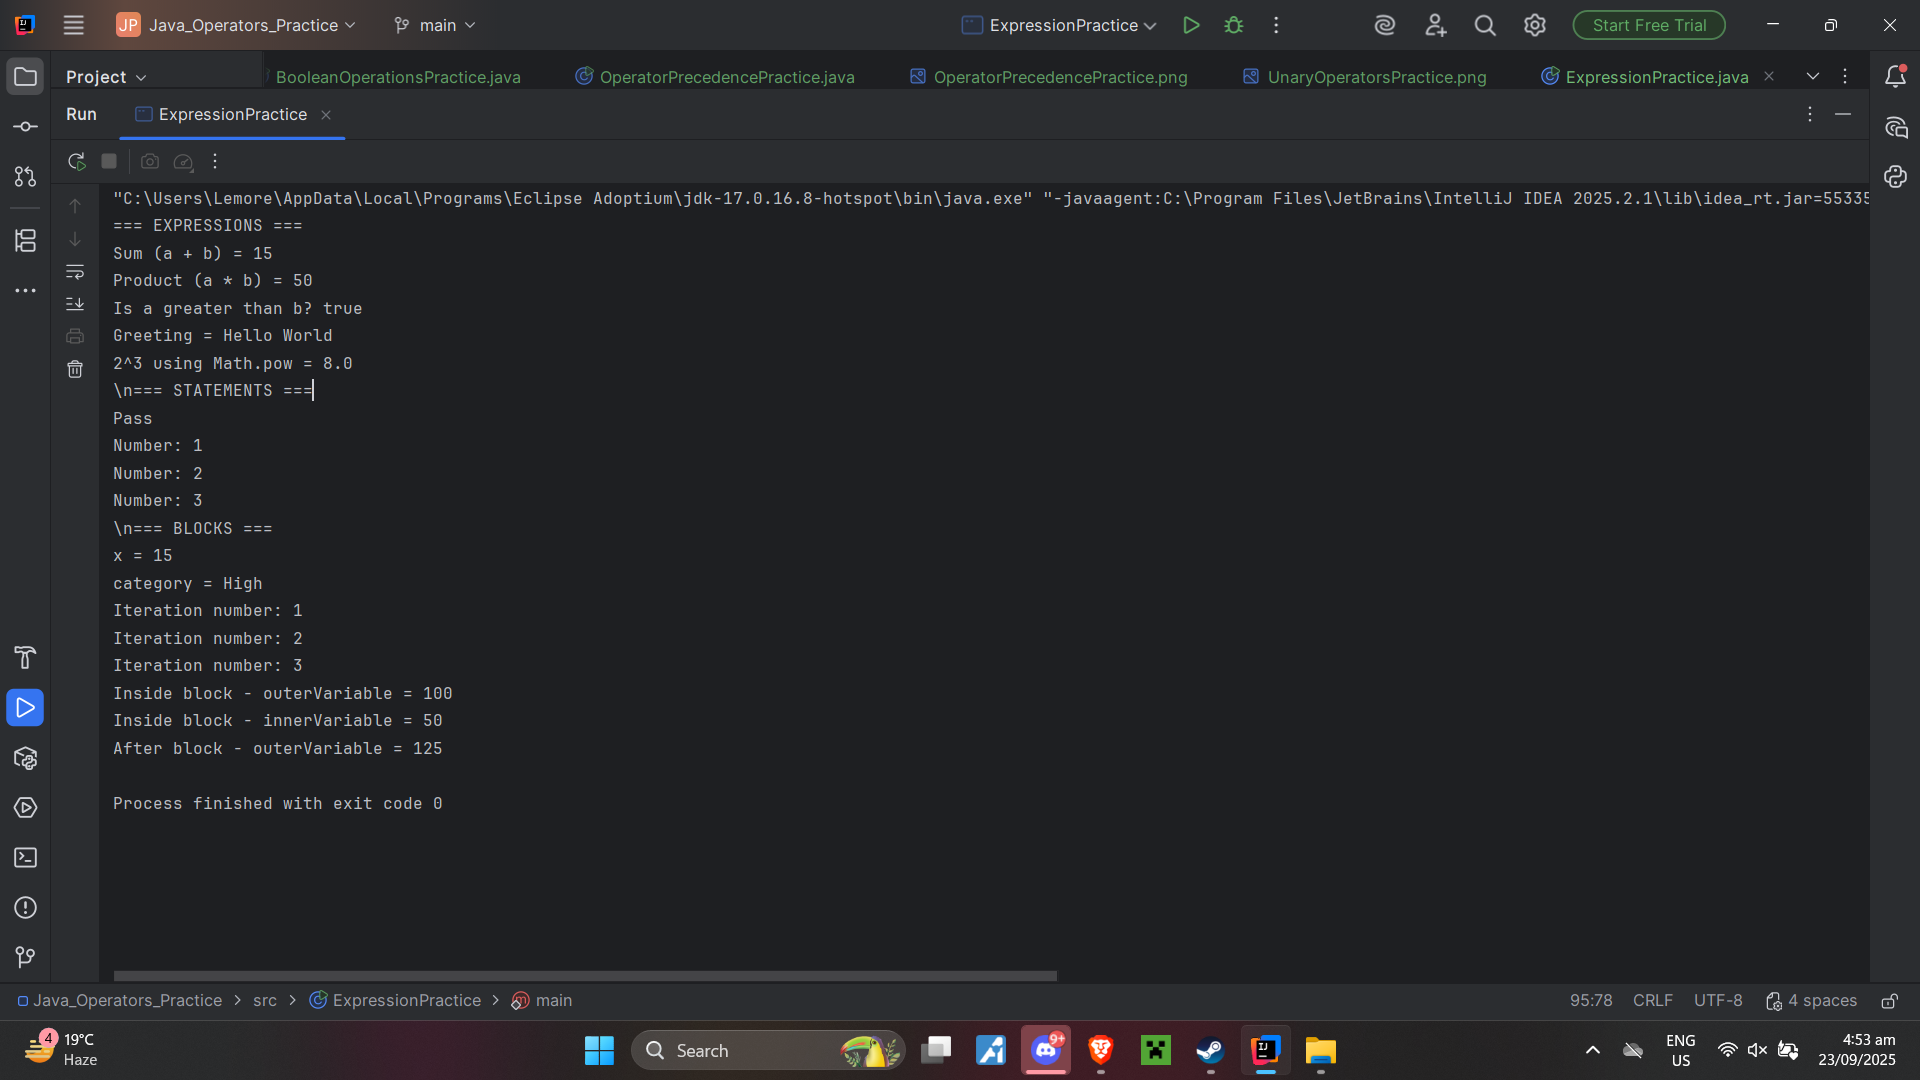 JP Java_Operators_Practice main ExpressionPractice Start Free Trial
Project BooleanOperationsPractice.java OperatorPrecedencePractice.java OperatorPrecedencePractice.png UnaryOperatorsPractice.png ExpressionPractice.java
Run ExpressionPractice
"C:\Users\Lemore\AppData\Local\Programs\Eclipse Adoptium\jdk-17.0.16.8-hotspot\bin\java.exe" "-javaagent:C:\Program Files\JetBrains\IntelliJ IDEA 2025.2.1\lib\idea_rt.jar=55335
=== EXPRESSIONS ===
Sum (a + b) = 15
Product (a * b) = 50
Is a greater than b? true
Greeting = Hello World
2^3 using Math.pow = 8.0
\n=== STATEMENTS ===
Pass
Number: 1
Number: 2
Number: 3
\n=== BLOCKS ===
x = 15
category = High
Iteration number: 1
Iteration number: 2
Iteration number: 3
Inside block - outerVariable = 100
Inside block - innerVariable = 50
After block - outerVariable = 125
Process finished with exit code 0
Java_Operators_Practice > src > ExpressionPractice > main 95:78 CRLF UTF-8 4 spaces
4 19°C
Haze
Search
9+
ENG
US
4:53 am
23/09/2025